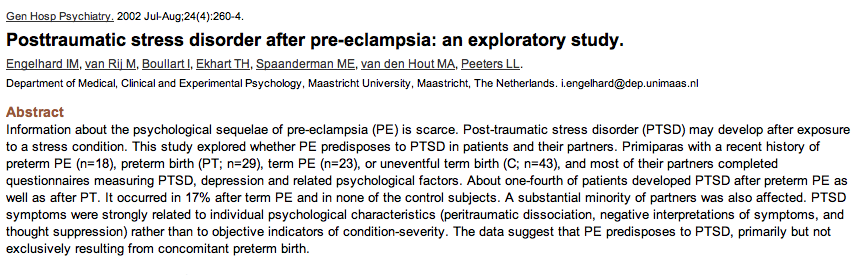 Gen Hosp Psychiatry. 2002 Jul-Aug;24(4):260-4.
Posttraumatic stress disorder after pre-eclampsia: an exploratory study.
Engelhard IM, van Rij M, Boullart I, Ekhart TH, Spaanderman ME, van den Hout MA, Peeters LL.
Department of Medical, Clinical and Experimental Psychology, Maastricht University, Maastricht, The Netherlands. i.engelhard@dep.unimaas.nl
Abstract
Information about the psychological sequelae of pre-eclampsia (PE) is scarce. Post-traumatic stress disorder (PTSD) may develop after exposure
to a stress condition. This study explored whether PE predisposes to PTSD in patients and their partners. Primiparas with a recent history of
preterm PE (n=18), preterm birth (PT; n=29), term PE (n=23), or uneventful term birth (C; n=43), and most of their partners completed
questionnaires measuring PTSD, depression and related psychological factors. About one-fourth of patients developed PTSD after preterm PE as
well as after PT. It occurred in 17% after term PE and in none of the control subjects. A substantial minority of partners was also affected. PTSD
symptoms were strongly related to individual psychological characteristics (peritraumatic dissociation, negative interpretations of symptoms, and
thought suppression) rather than to objective indicators of condition-severity. The data suggest that PE predisposes to PTSD, primarily but not
exclusively resulting from concomitant preterm birth.